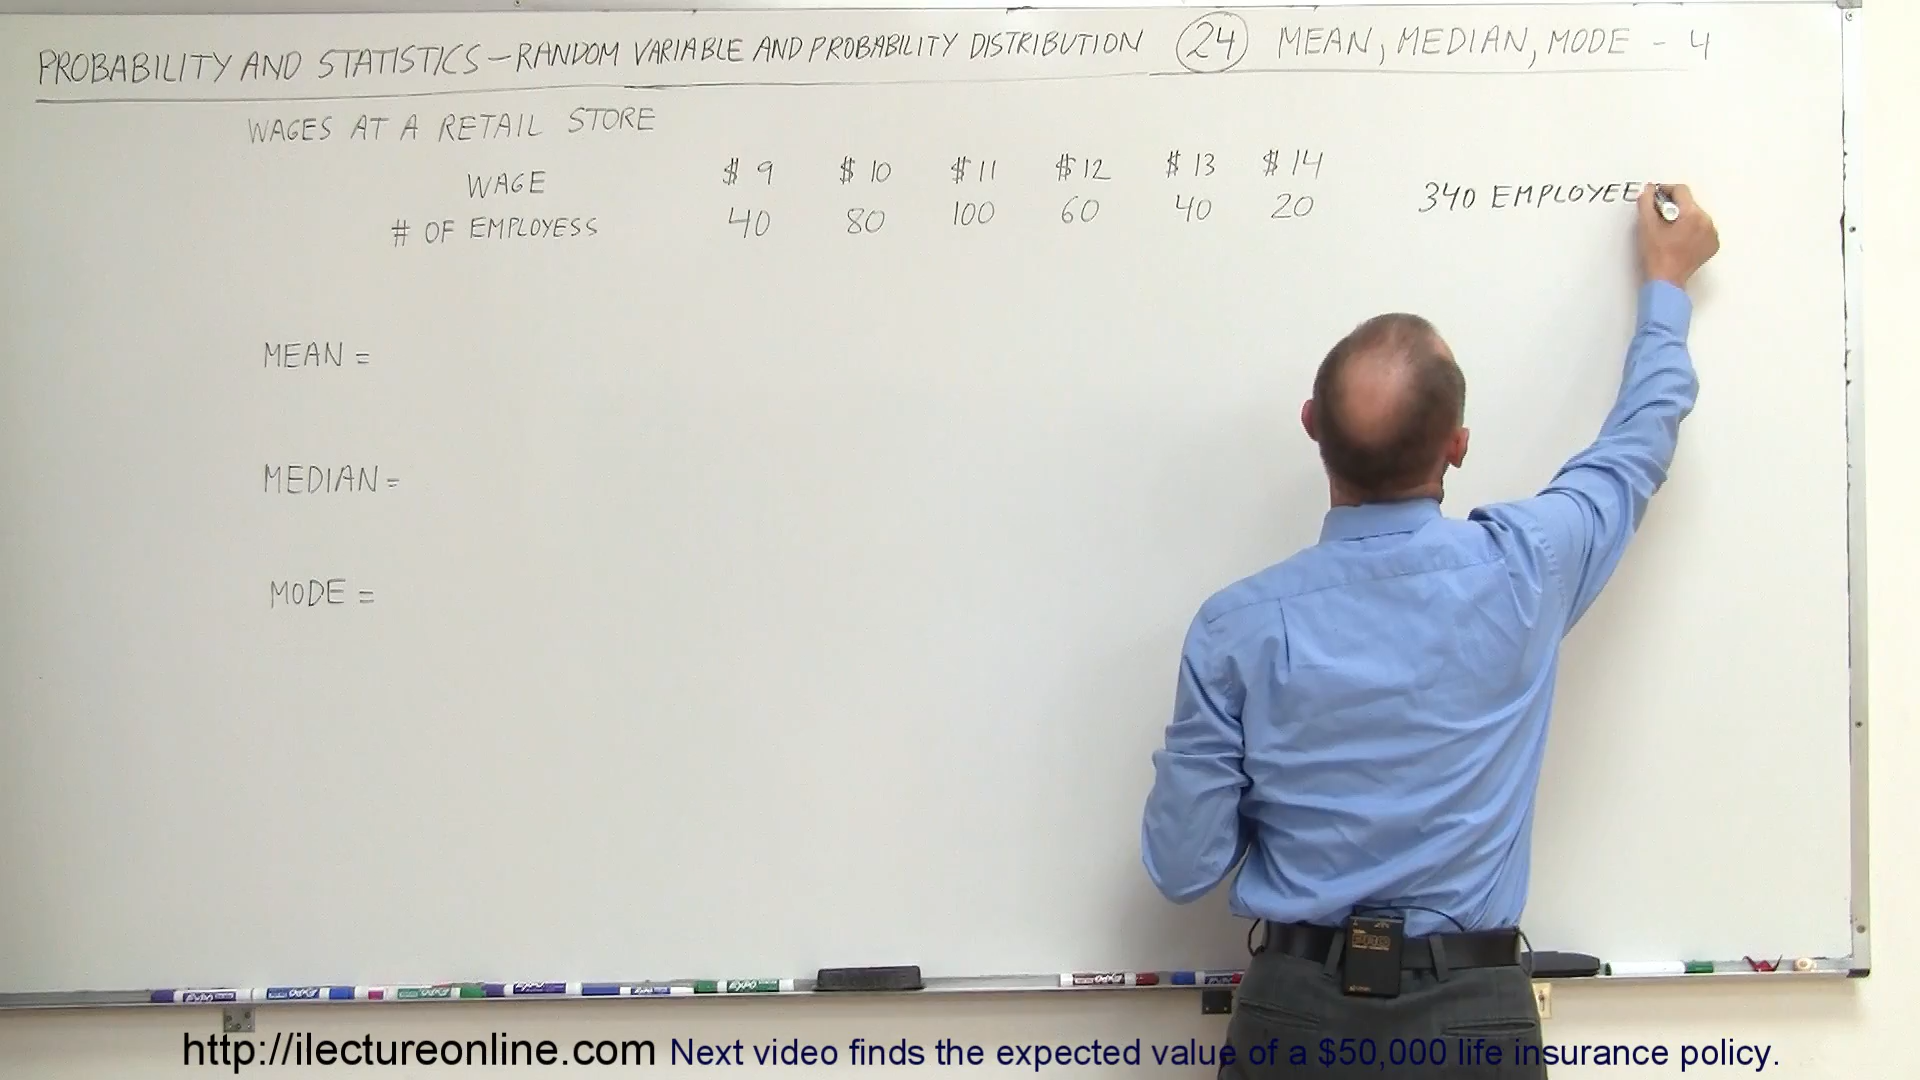 PROBABILITY AND STATISTICS - RANDOM VARIABLE AND PROBABILITY DISTRIBUTION 24 MEAN, MEDIAN, MODE - 4
WAGES AT A RETAIL STORE
WAGE $ 9 $ 10 $ 11 $ 12 $ 13 $ 14
# OF EMPLOYESS 40 80 100 60 40 20
340 EMPLOYEE
MEAN =
MEDIAN =
MODE =
EXPO
http://ilectureonline.com Next video finds the expected value of a $50,000 life insurance policy.